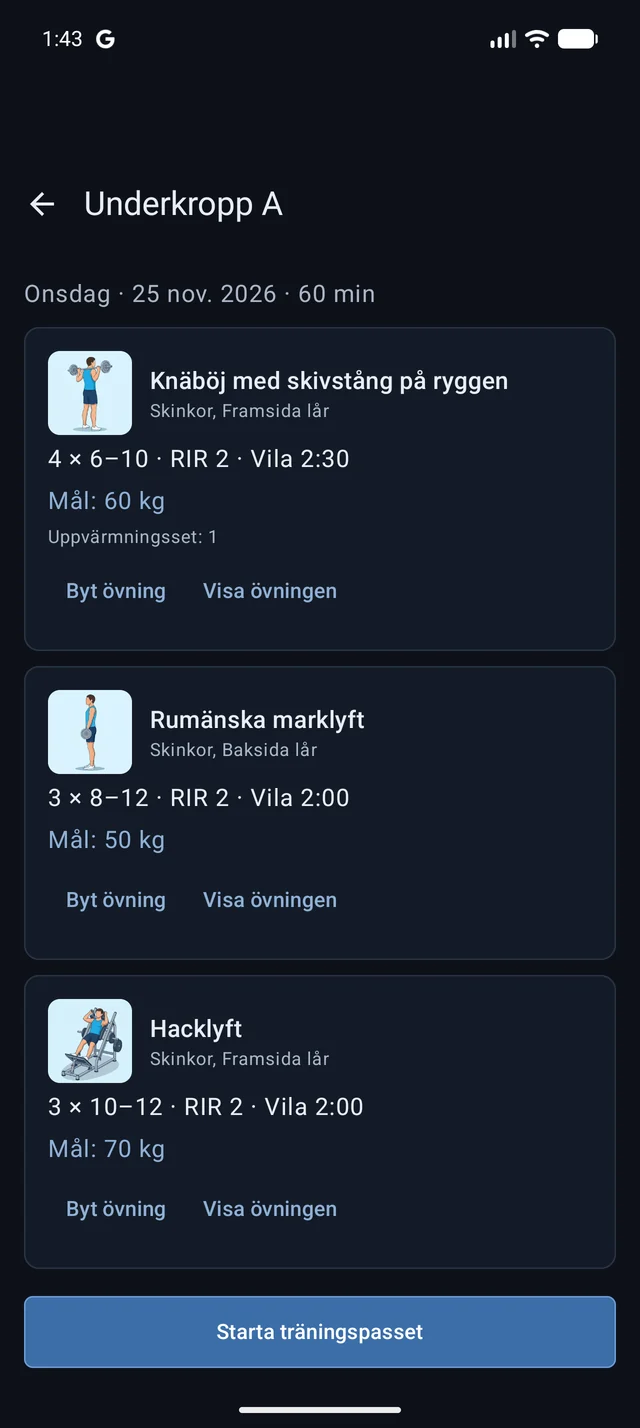 1:43 G
Underkropp A
Onsdag · 25 nov. 2026 · 60 min
Knäböj med skivstång på ryggen
Skinkor, Framsida lår
4 × 6–10 · RIR 2 · Vila 2:30
Mål: 60 kg
Uppvärmningsset: 1
Byt övning Visa övningen
Rumänska marklyft
Skinkor, Baksida lår
3 × 8–12 · RIR 2 · Vila 2:00
Mål: 50 kg
Byt övning Visa övningen
Hacklyft
Skinkor, Framsida lår
3 × 10–12 · RIR 2 · Vila 2:00
Mål: 70 kg
Byt övning Visa övningen
Starta träningspasset